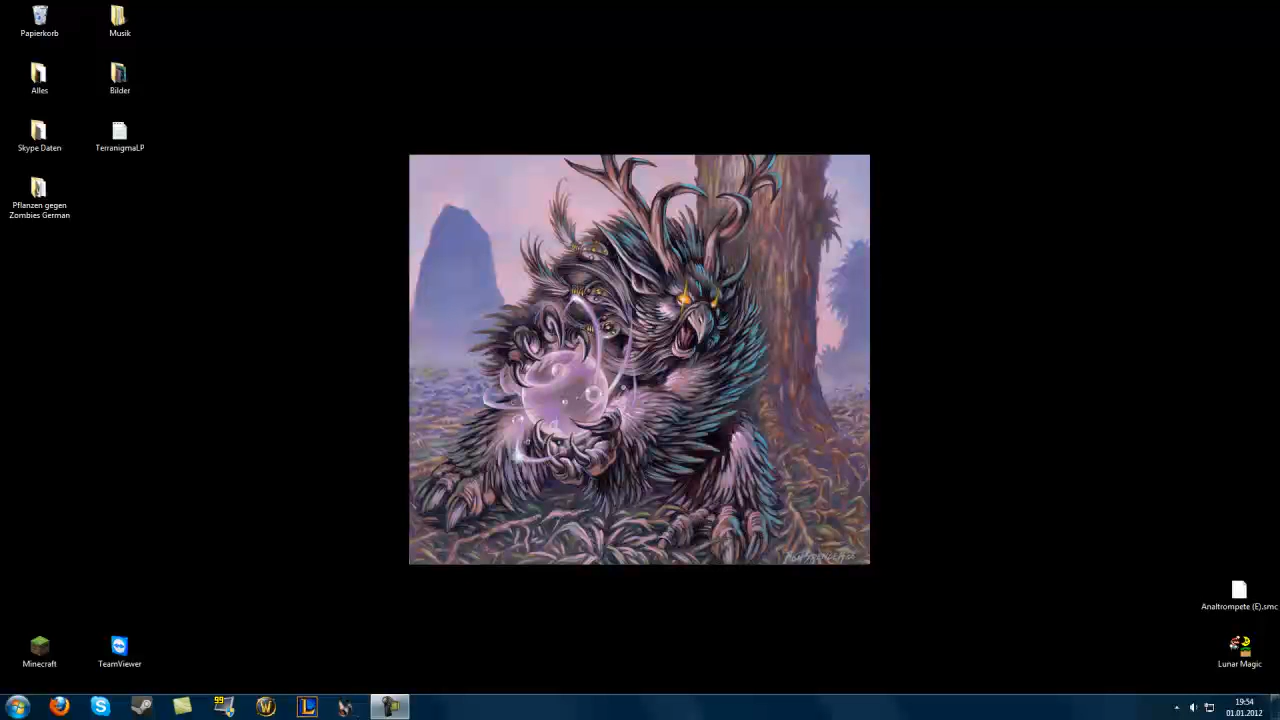 Papierkorb
Musik
Alles
Bilder
Skype Daten
TerranigmaLP
Pflanzen gegen
Zombies German
Analtrompete (E).smc
Minecraft
TeamViewer
Lunar Magic
99
W
L
19:54
01.01.2012